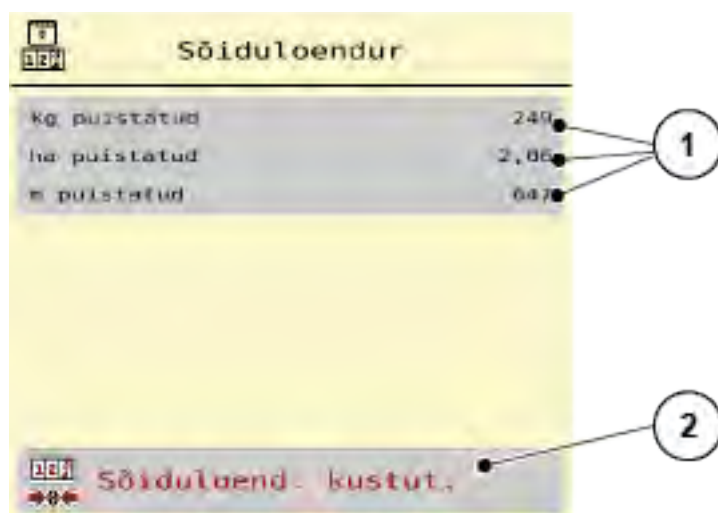 Sõiduloendur
kg puistatud 249
ha puistatud 2,06
m puistatud 647
1
Sõiduloend. kustut.
2